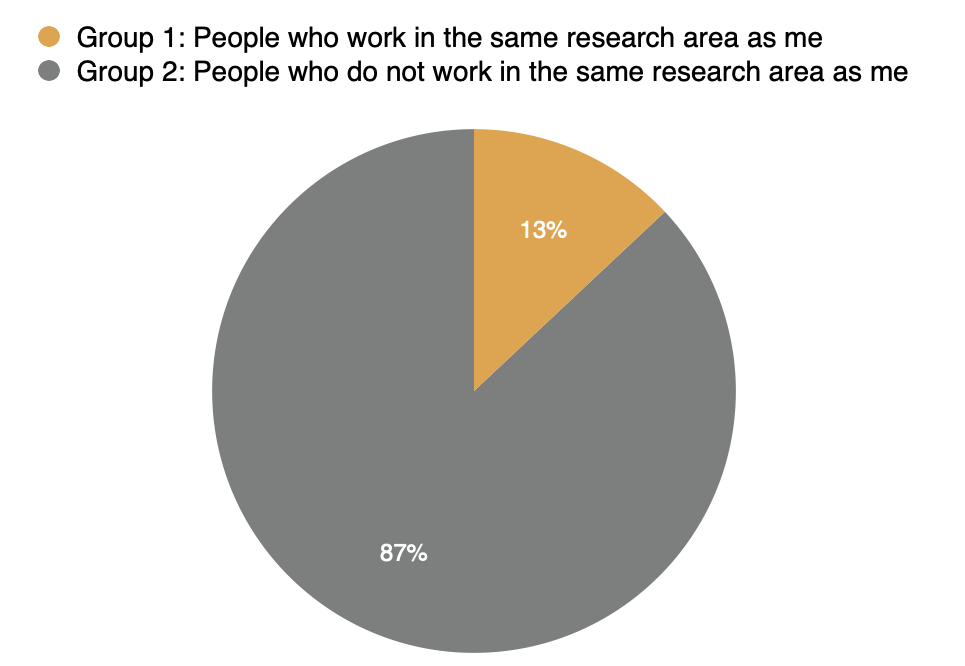 Group 1: People who work in the same research area as me
Group 2: People who do not work in the same research area as me
13%
87%